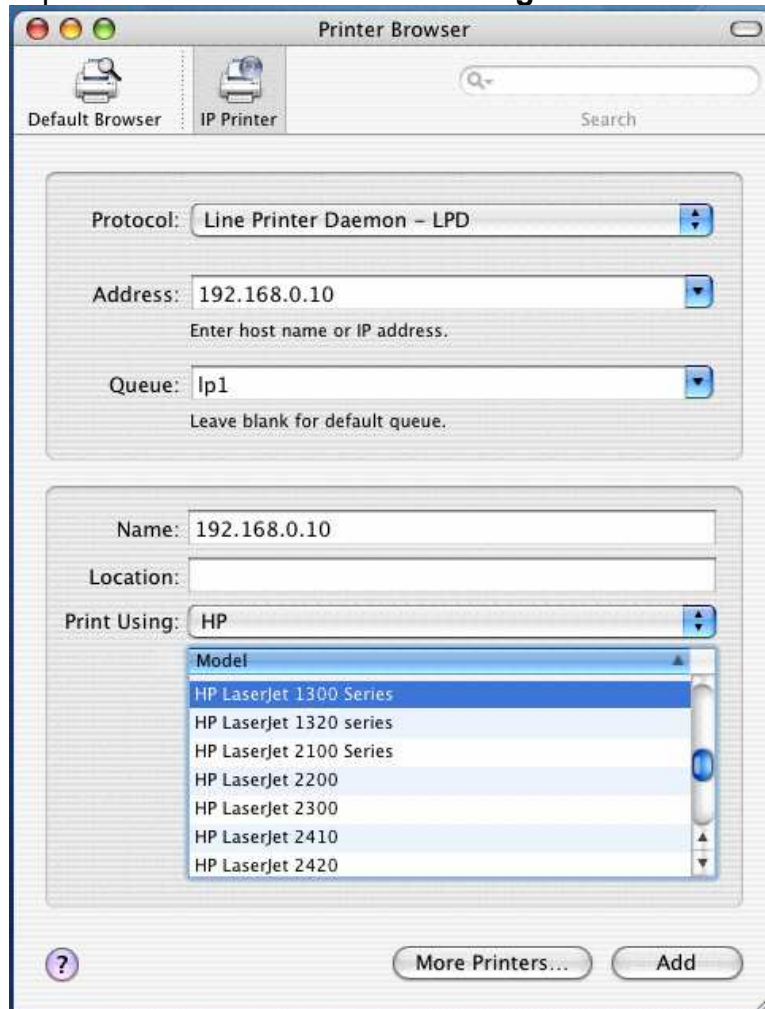 Printer Browser
Default Browser
IP Printer
Search
Protocol: Line Printer Daemon – LPD
Address: 192.168.0.10
Enter host name or IP address.
Queue: lp1
Leave blank for default queue.
Name: 192.168.0.10
Location:
Print Using: HP
Model
HP LaserJet 1300 Series
HP LaserJet 1320 series
HP LaserJet 2100 Series
HP LaserJet 2200
HP LaserJet 2300
HP LaserJet 2410
HP LaserJet 2420
?
More Printers...
Add